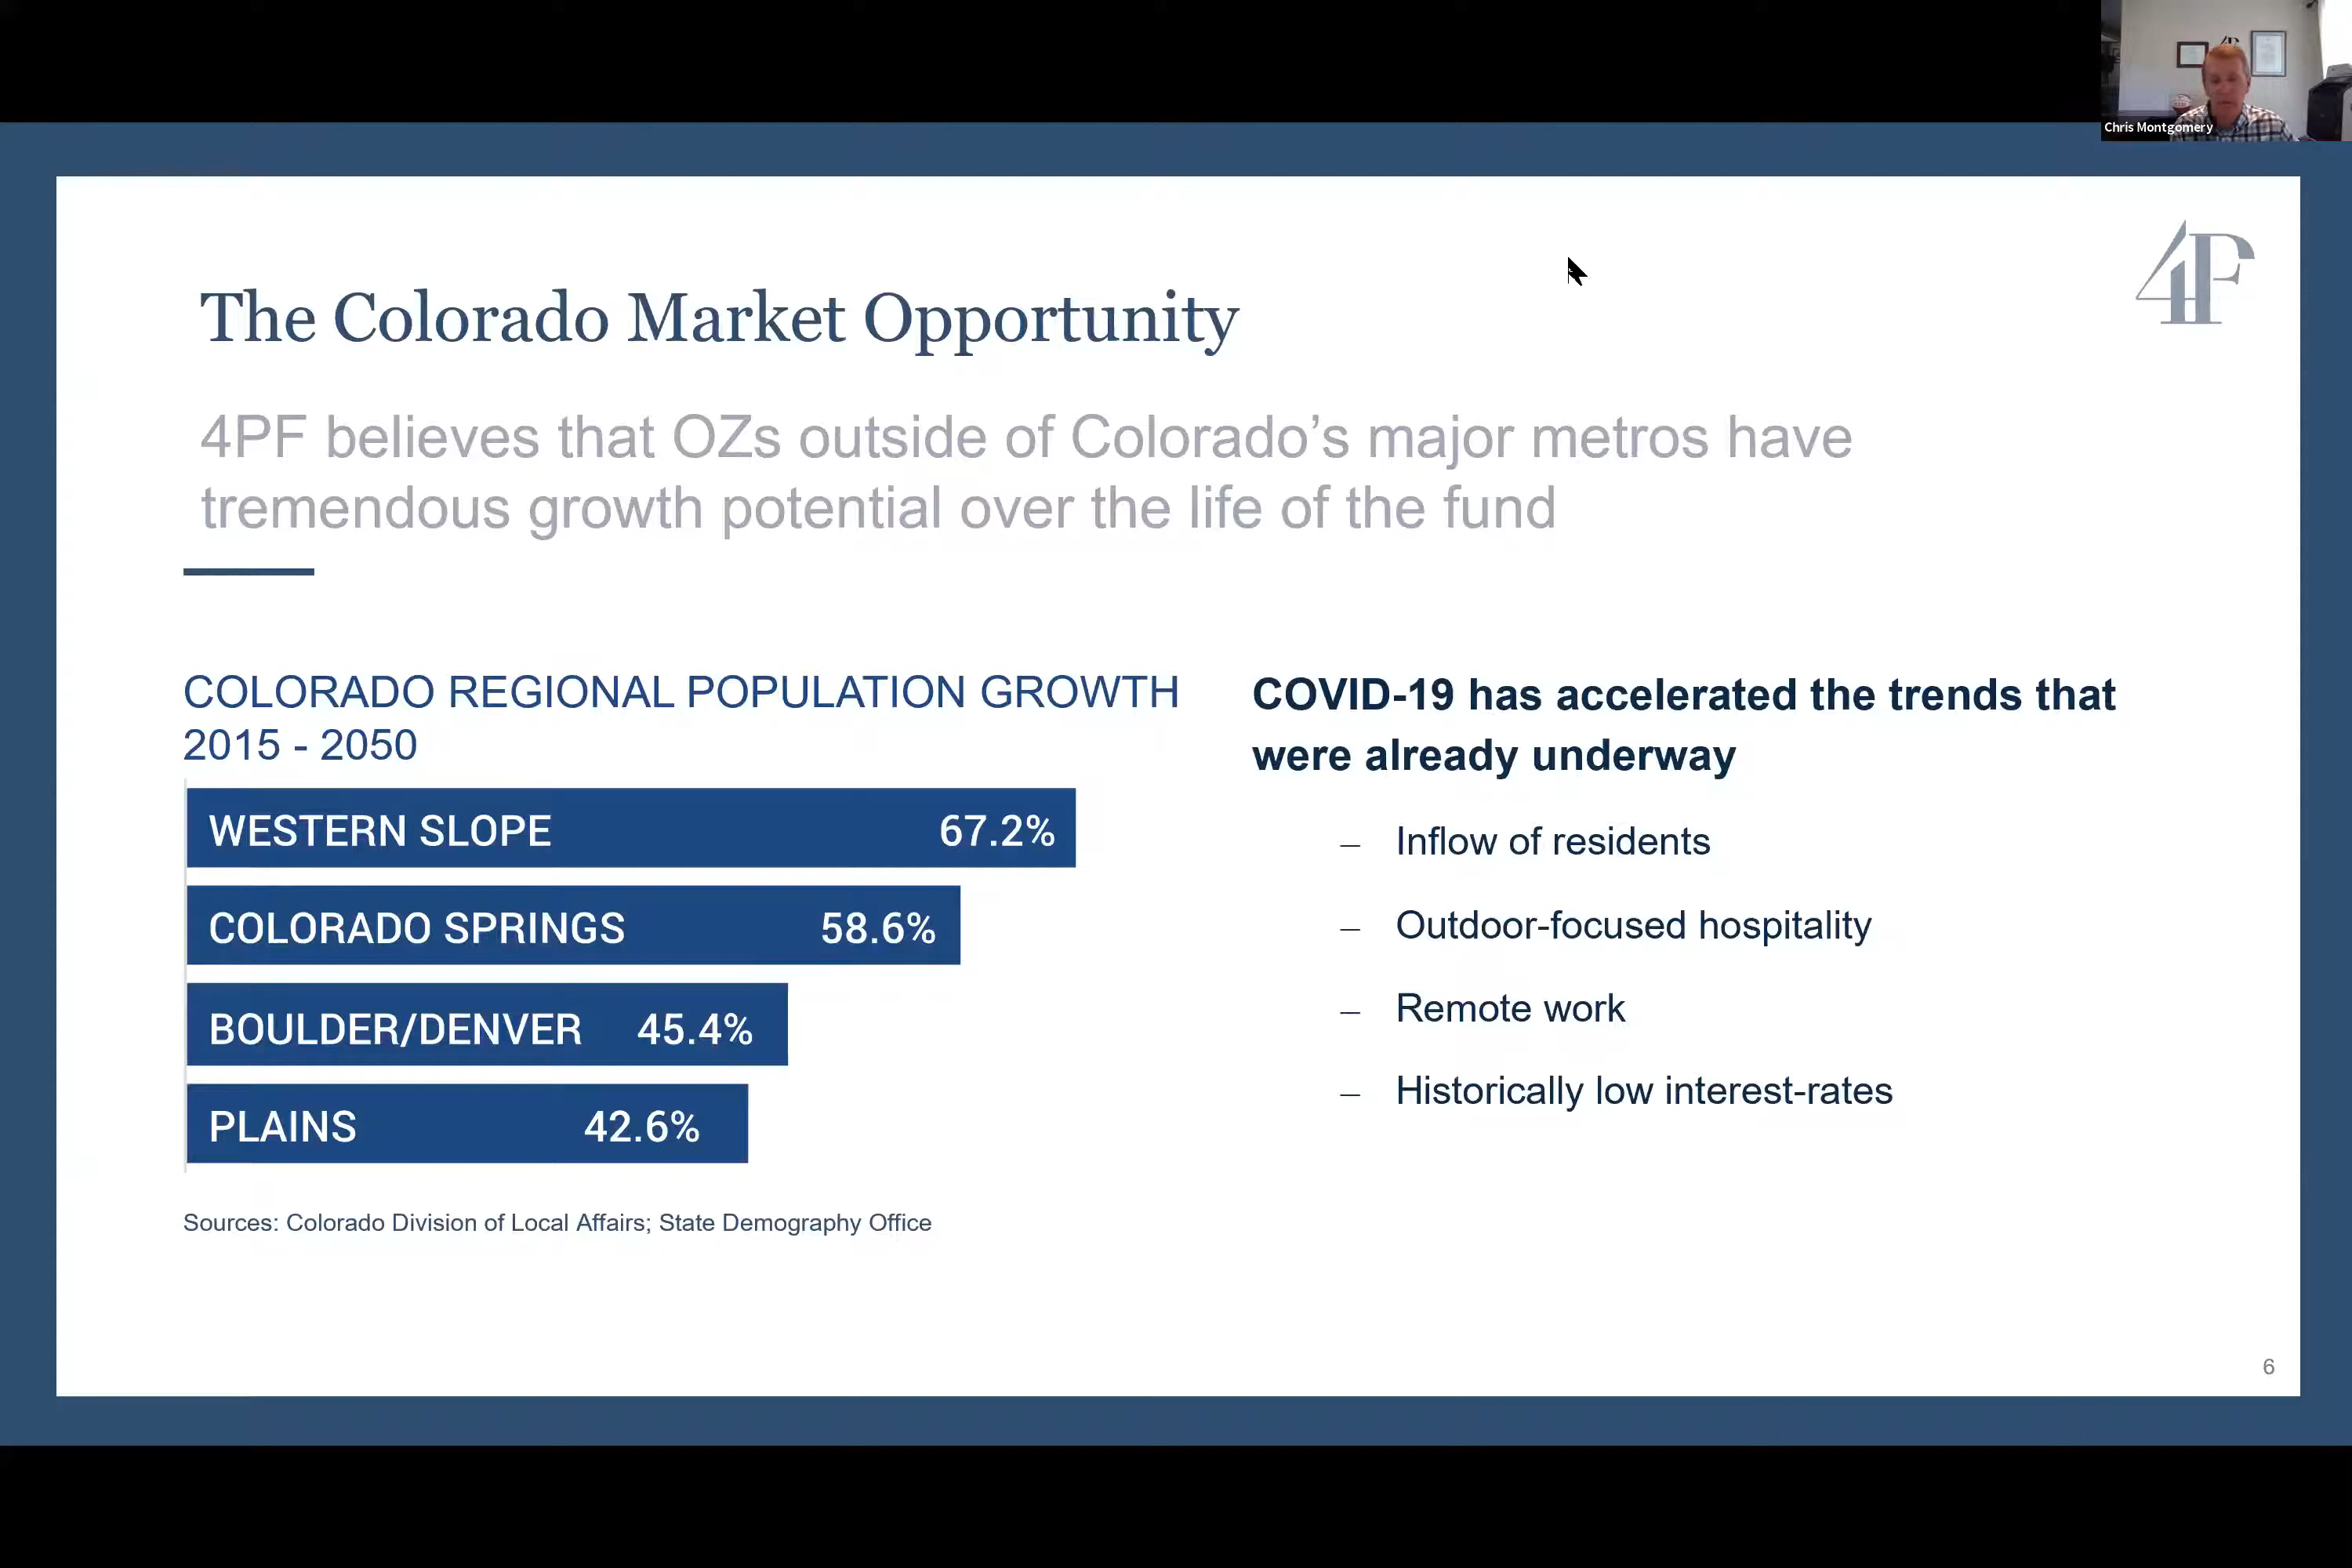 Chris Montgomery
4P
The Colorado Market Opportunity
4PF believes that OZs outside of Colorado’s major metros have
tremendous growth potential over the life of the fund
COLORADO REGIONAL POPULATION GROWTH
2015 - 2050
WESTERN SLOPE 67.2%
COLORADO SPRINGS 58.6%
BOULDER/DENVER 45.4%
PLAINS 42.6%
Sources: Colorado Division of Local Affairs; State Demography Office
COVID-19 has accelerated the trends that
were already underway
– Inflow of residents
– Outdoor-focused hospitality
– Remote work
– Historically low interest-rates
6